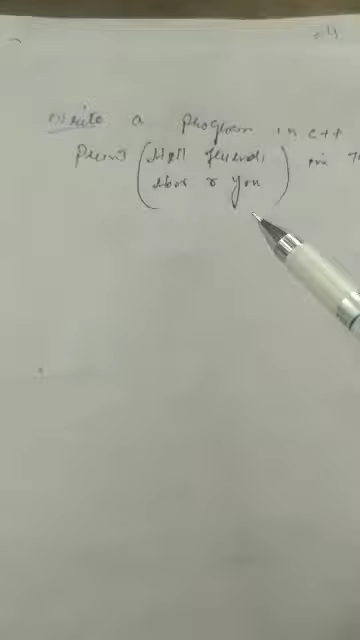 write a program in c++
Print ( Hell friends, in
How r you )